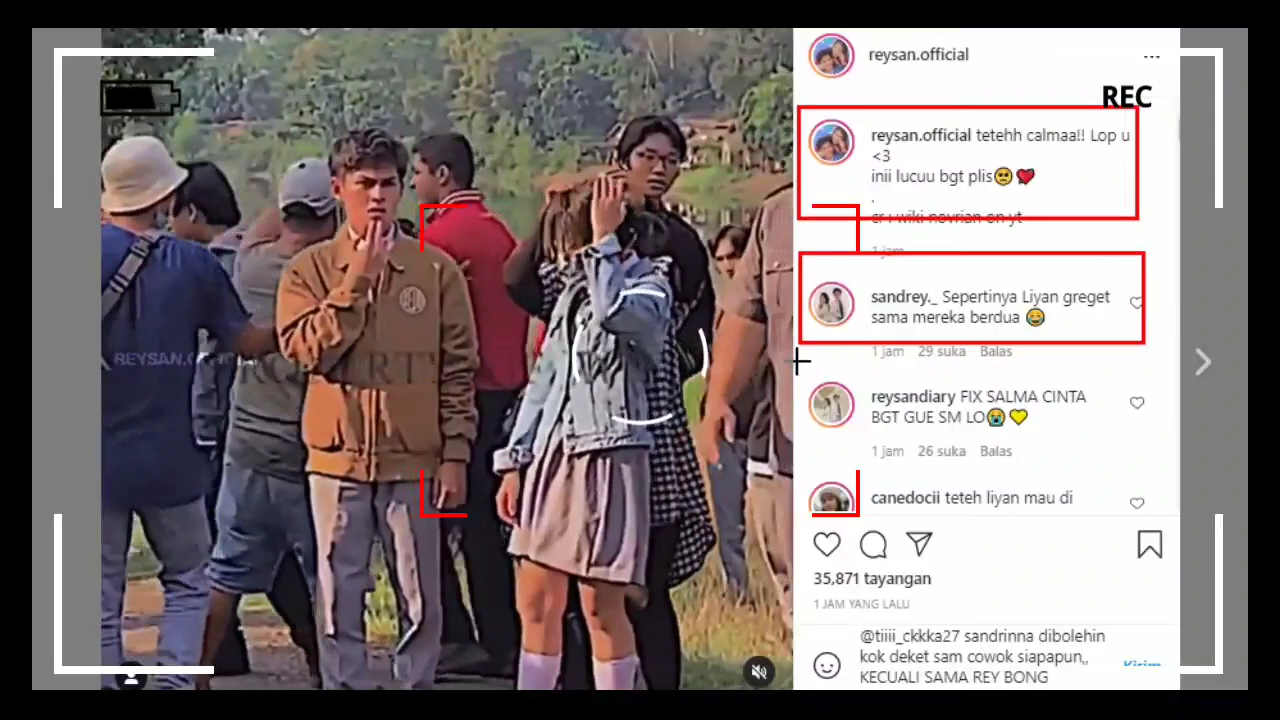 reysan.official
REC
reysan.official tetehh calmaa!! Lop u
<3
inii lucuu bgt plis🥺💘
.
cr : wiki novrian on yt
1 jam
sandrey._ Sepertinya Liyan greget
sama mereka berdua 😂
1 jam 29 suka Balas
reysandiary FIX SALMA CINTA
BGT GUE SM LO😭💛
1 jam 26 suka Balas
canedocii teteh liyan mau di
35,871 tayangan
1 JAM YANG LALU
@tiiii_ckkka27 sandrinna dibolehin
kok deket sam cowok siapapun,,
KECUALI SAMA REY BONG
Kirim